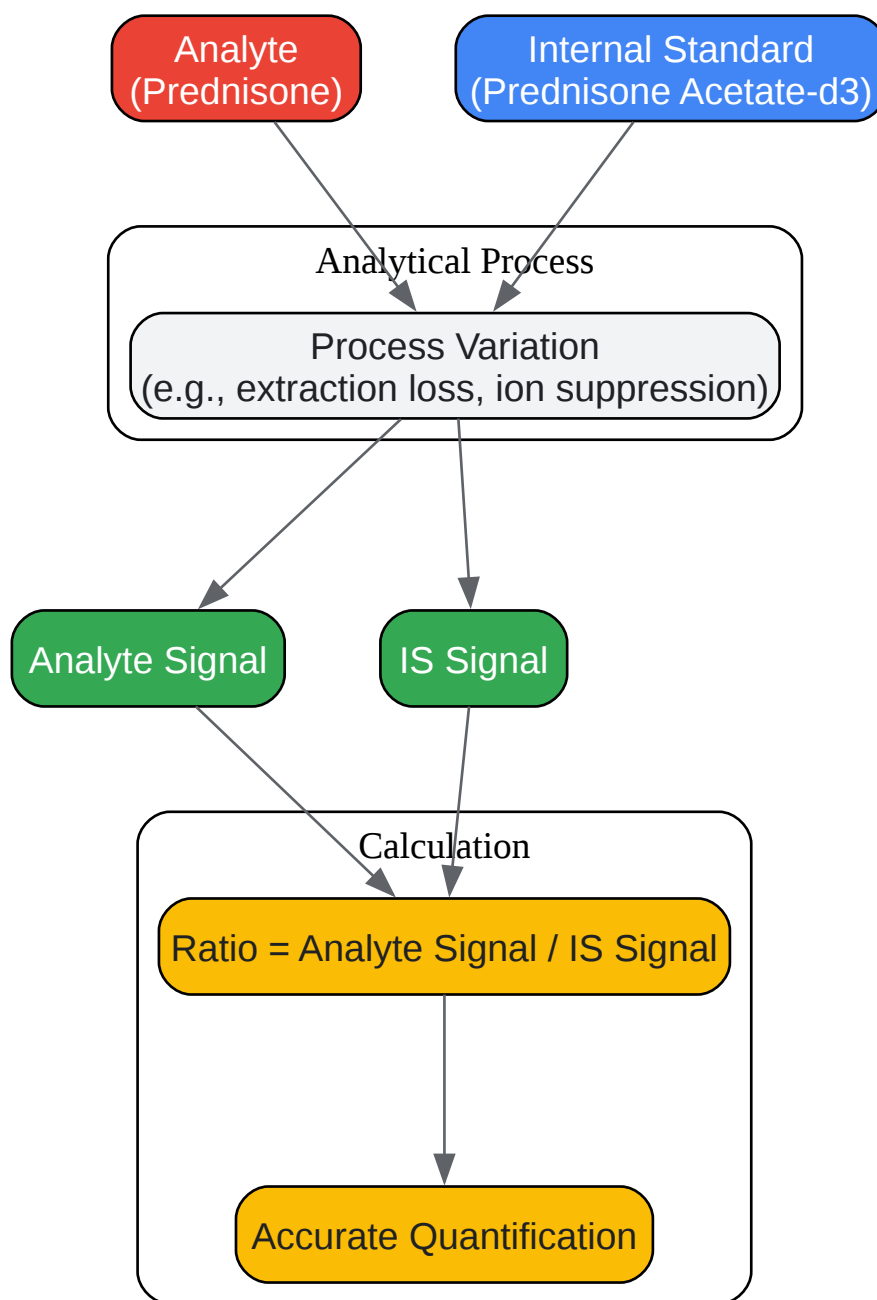 Analyte
(Prednisone)
Internal Standard
(Prednisone Acetate-d3)
Analytical Process
Process Variation
(e.g., extraction loss, ion suppression)
Analyte Signal
IS Signal
Calculation
Ratio = Analyte Signal / IS Signal
Accurate Quantification